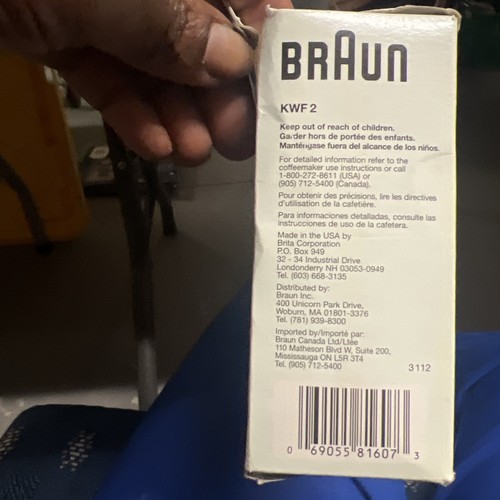 BRAUN
KWF 2
Keep out of reach of children.
Garder hors de portée des enfants.
Manténgase fuera del alcance de los niños.
For detailed information refer to the
coffeemaker use instructions or call
1-800-272-8611 (USA) or
(905) 712-5400 (Canada).
Pour obtenir des précisions, lire les directives
d'utilisation de la cafetière.
Para informaciones detalladas, consulte las
instrucciones de uso de la cafetera.
Made in the USA by
Brita Corporation
P.O. Box 949
32 - 34 Industrial Drive
Londonderry NH 03053-0949
Tel. (603) 668-3135
Distributed by:
Braun Inc.
400 Unicorn Park Drive,
Woburn, MA 01801-3376
Tel. (781) 939-8300
Imported by/Importé par:
Braun Canada Ltd/Ltée
110 Matheson Blvd W, Suite 200,
Mississauga ON L5R 3T4
Tel. (905) 712-5400
3112
0 69055 81607 3